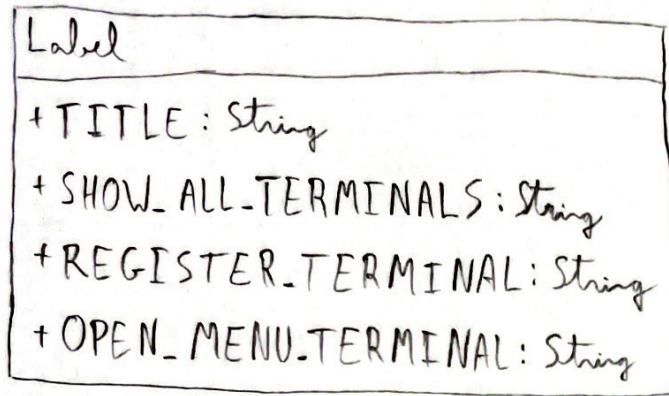 Label
+ TITLE : String
+ SHOW_ALL_TERMINALS : String
+ REGISTER_TERMINAL : String
+ OPEN_MENU_TERMINAL : String